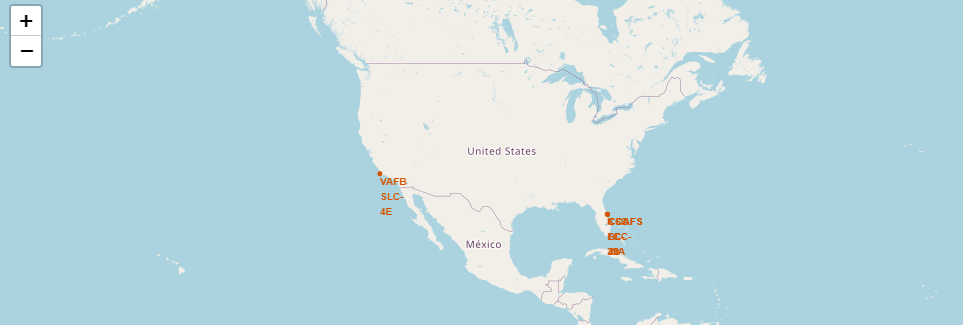 +
−
United States
VAFB
SLC-
4E
México